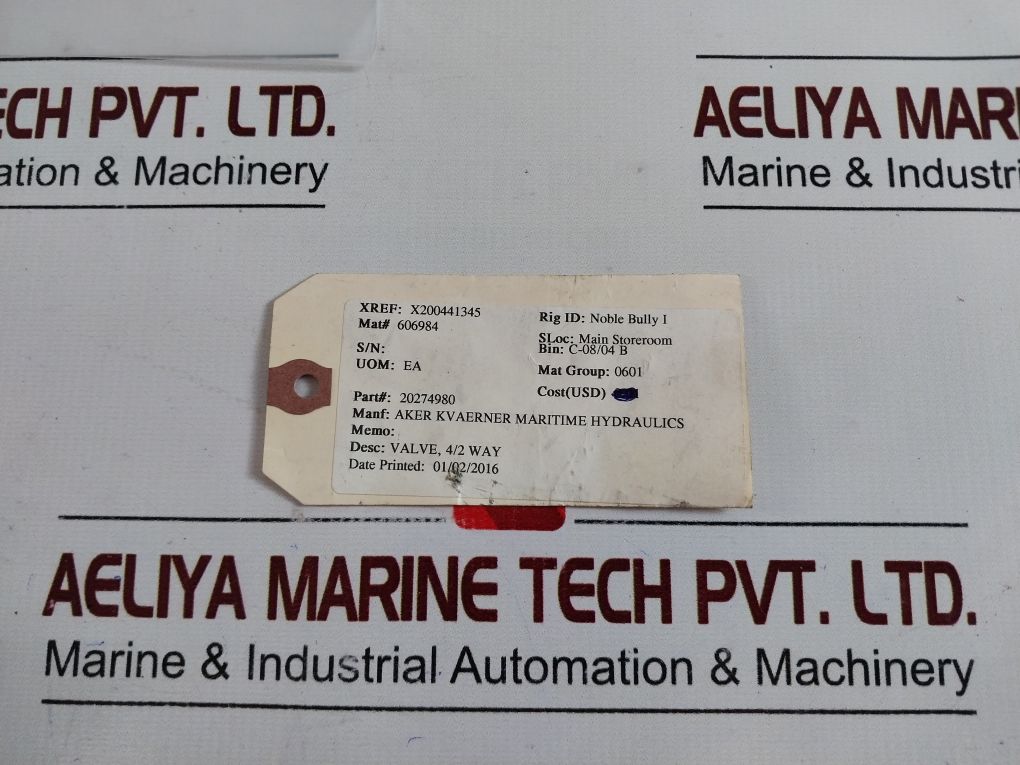 ECH PVT. LTD.
ation & Machinery
AELIYA MARI
Marine & Industri
XREF: X200441345
Mat# 606984
S/N:
UOM: EA
Rig ID: Noble Bully I
SLoc: Main Storeroom
Bin: C-08/04 B
Mat Group: 0601
Cost(USD)
Part#: 20274980
Manf: AKER KVAERNER MARITIME HYDRAULICS
Memo:
Desc: VALVE, 4/2 WAY
Date Printed: 01/02/2016
AELIYA MARINE TECH PVT. LTD.
Marine & Industrial Automation & Machinery